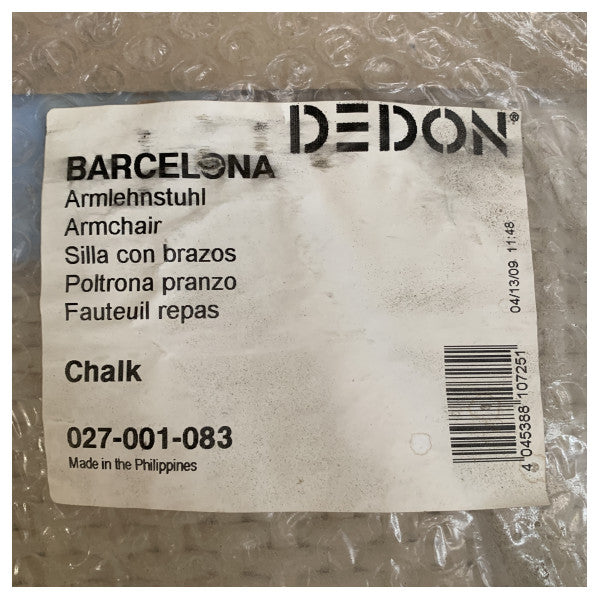 DEDON®
BARCELONA
Armlehnstuhl
Armchair
Silla con brazos
Poltrona pranzo
Fauteuil repas
Chalk
027-001-083
Made in the Philippines
04/13/09 11:48
4 045388 107251